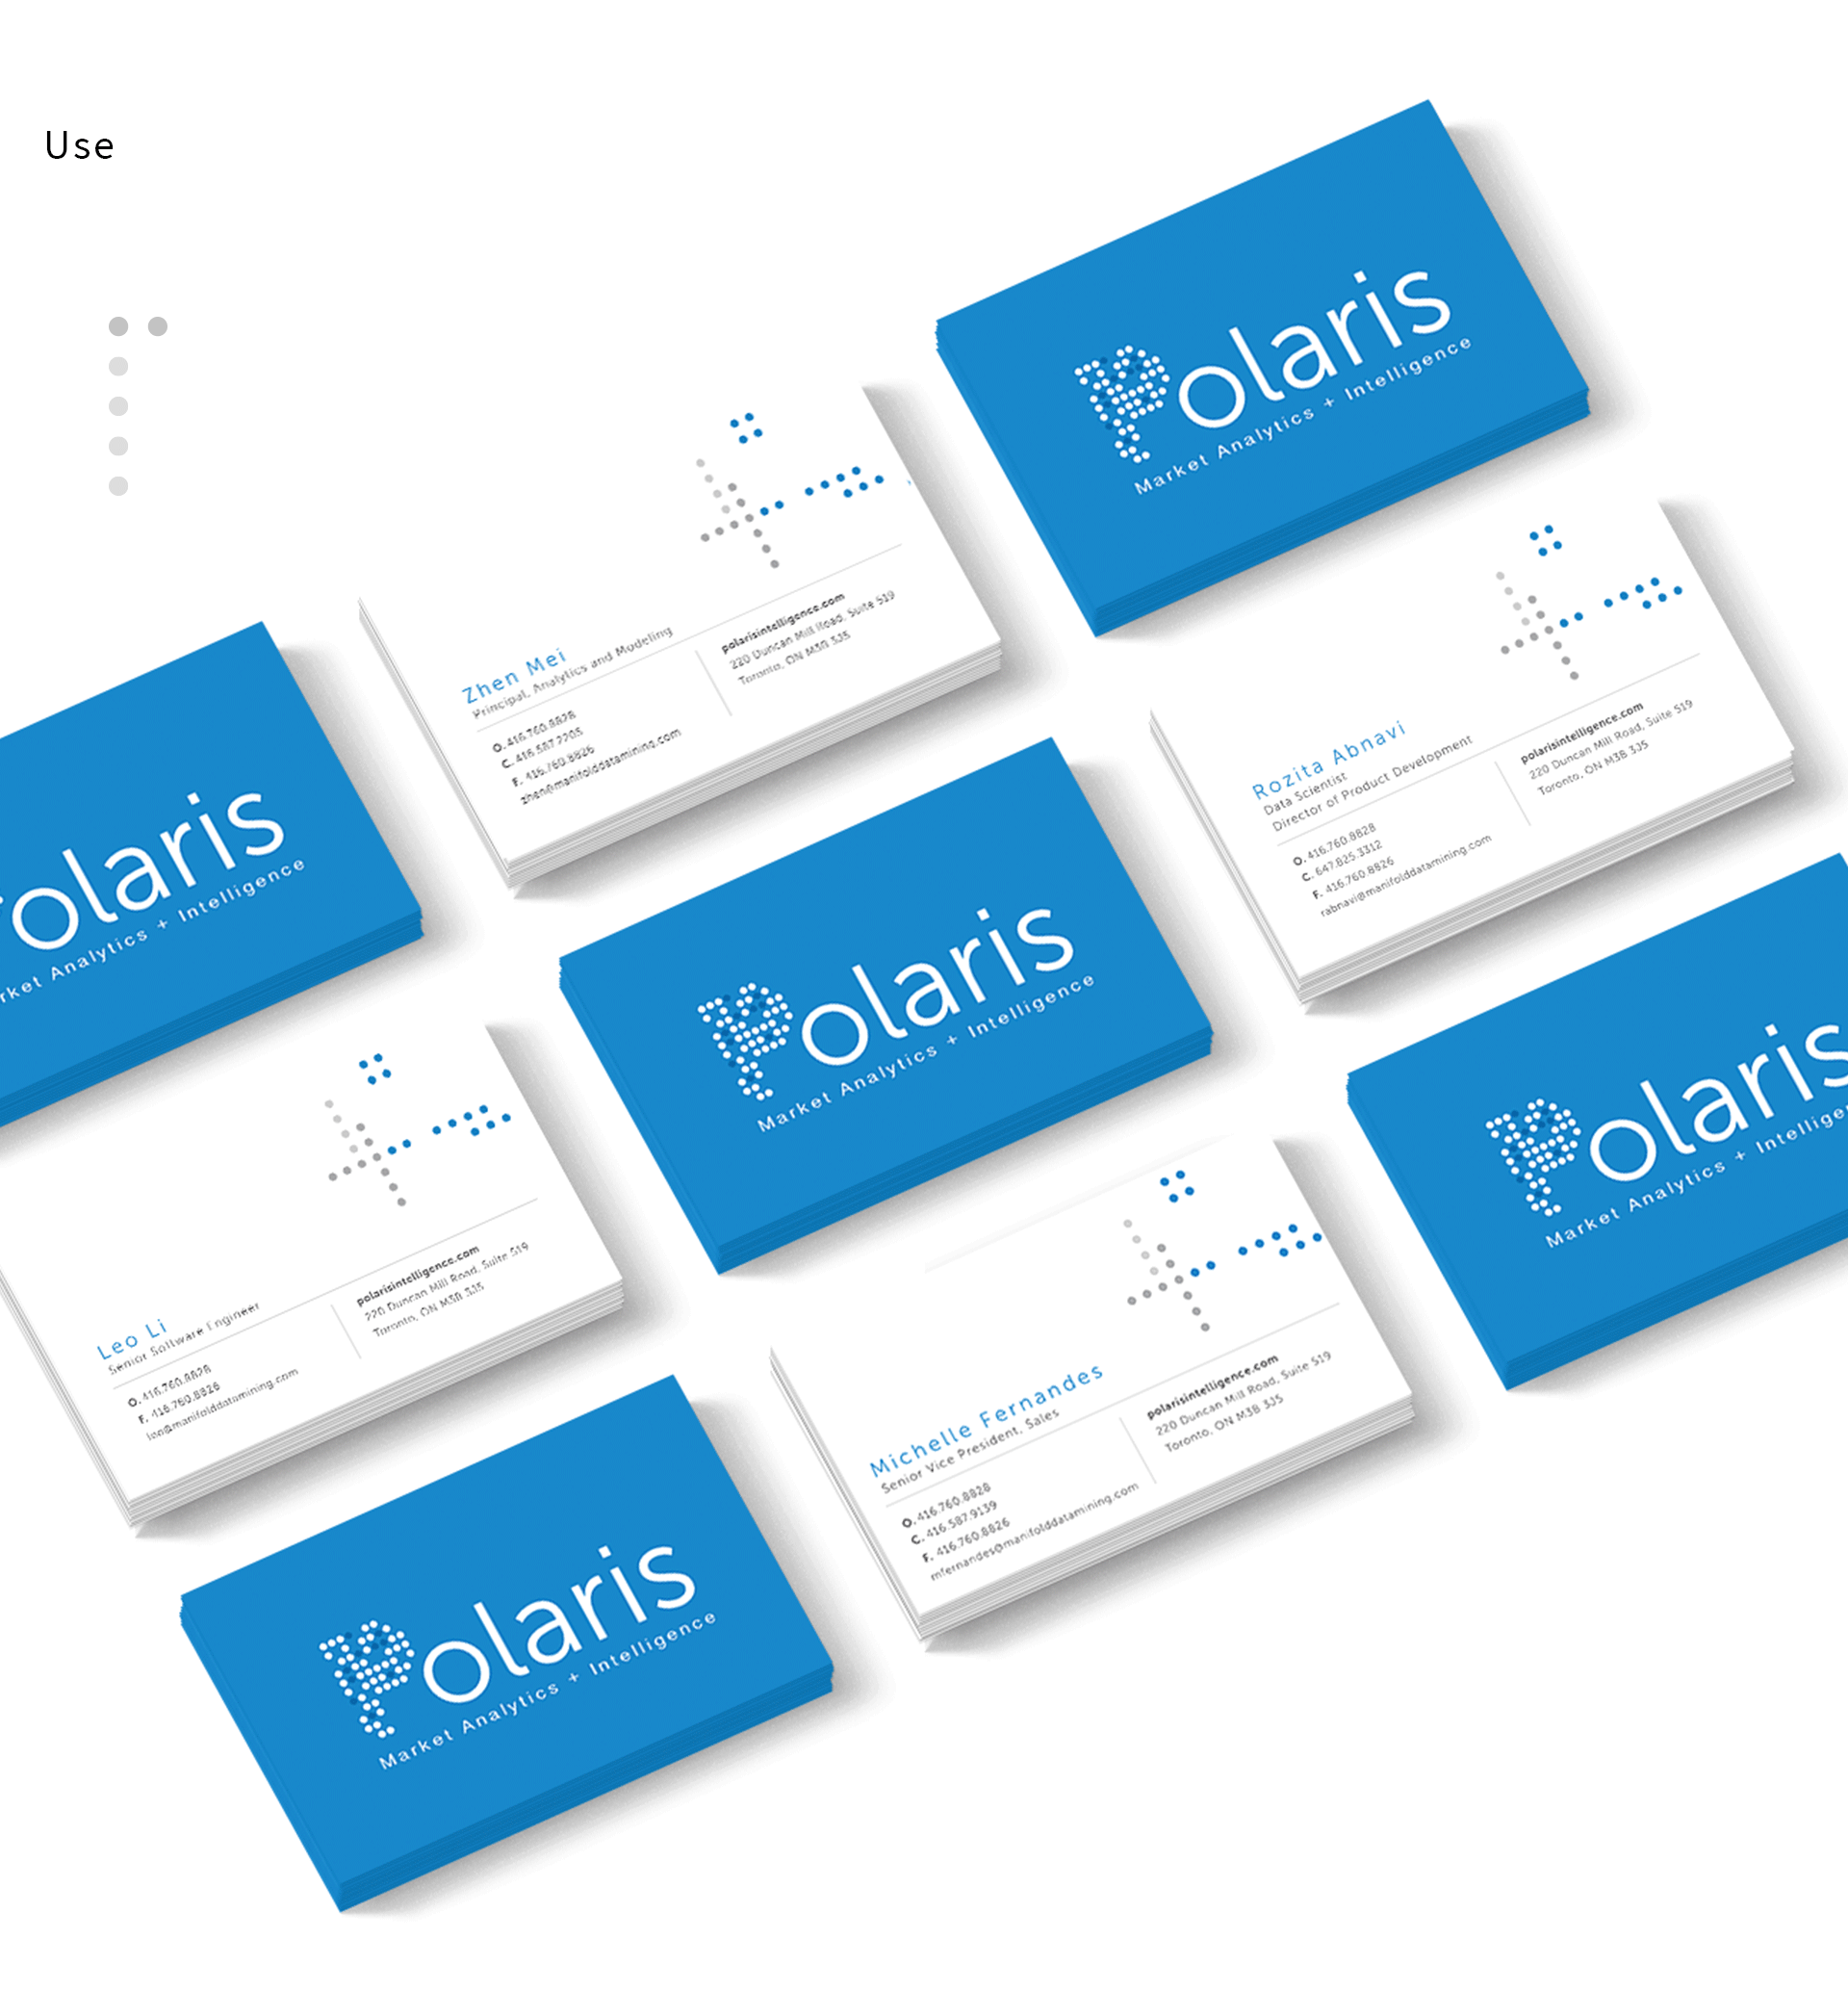 Use
Polaris
Market Analytics + Intelligence
Zhen Mei
Principal, Analytics and Modeling
O. 416.760.8828
C. 416.587.2205
F. 416.760.8826
zhen@manifolddatamining.com
polarisintelligence.com
220 Duncan Mill Road, Suite 519
Toronto, ON M3B 3J5
Rozita Abnavi
Data Scientist
Director of Product Development
O. 416.760.8828
C. 647.825.3312
F. 416.760.8826
rabnavi@manifolddatamining.com
polarisintelligence.com
220 Duncan Mill Road, Suite 519
Toronto, ON M3B 3J5
olaris
rket Analytics + Intelligence
Polaris
Market Analytics + Intelligence
Polaris
Market Analytics + Intellige
Leo Li
Senior Software Engineer
O. 416.760.8828
F. 416.760.8826
leo@manifolddatamining.com
polarisintelligence.com
220 Duncan Mill Road, Suite 519
Toronto, ON M3B 3J5
Michelle Fernandes
Senior Vice President, Sales
O. 416.760.8828
C. 416.587.9139
F. 416.760.8826
mfernandes@manifolddatamining.com
polarisintelligence.com
220 Duncan Mill Road, Suite 519
Toronto, ON M3B 3J5
Polaris
Market Analytics + Intelligence